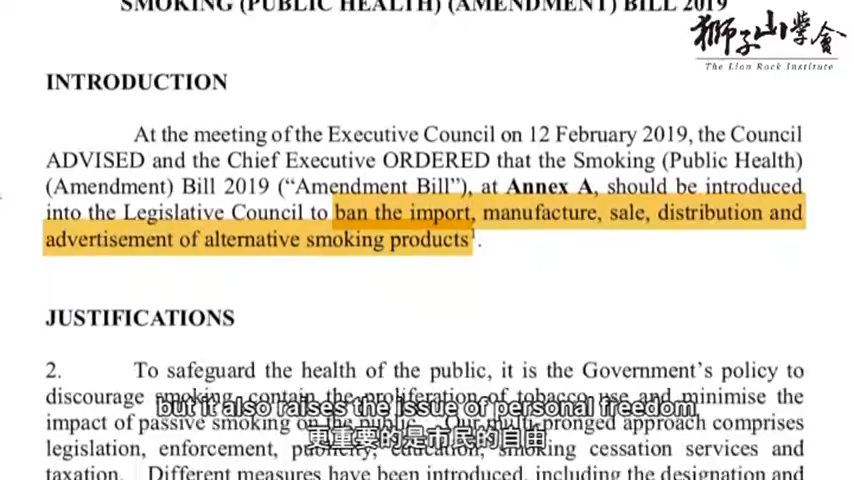 SMOKING (PUBLIC HEALTH) (AMENDMENT) BILL 2019
獅子山學會
The Lion Rock Institute
INTRODUCTION
At the meeting of the Executive Council on 12 February 2019, the Council
ADVISED and the Chief Executive ORDERED that the Smoking (Public Health)
(Amendment) Bill 2019 (“Amendment Bill”), at Annex A, should be introduced
into the Legislative Council to ban the import, manufacture, sale, distribution and
advertisement of alternative smoking products1.
JUSTIFICATIONS
2. To safeguard the health of the public, it is the Government’s policy to
discourage smoking, contain the proliferation of tobacco use and minimise the
but it also raises the issue of personal freedom
impact of passive smoking on the public. Our multi-pronged approach comprises
更重要的是市民的自由
legislation, enforcement, publicity, education, smoking cessation services and
taxation. Different measures have been introduced, including the designation and